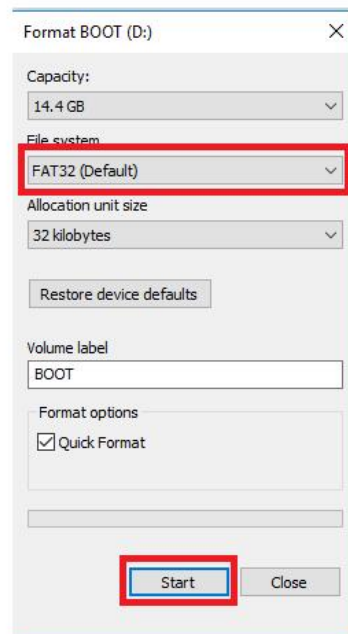 Format BOOT (D:)
Capacity:
14.4 GB
File system
FAT32 (Default)
Allocation unit size
32 kilobytes
Restore device defaults
Volume label
BOOT
Format options
Quick Format
Start Close